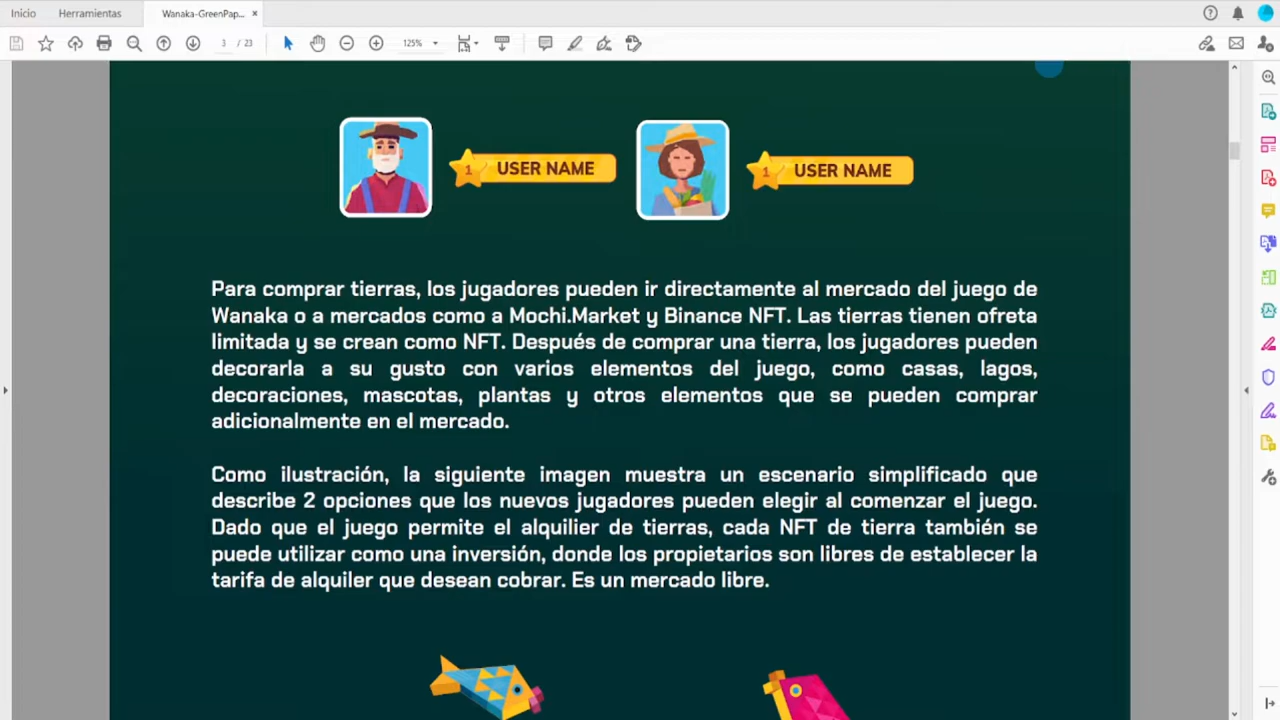 Inicio Herramientas Wanaka-GreenPap... ×
3 / 23 125%
1 USER NAME 1 USER NAME
Para comprar tierras, los jugadores pueden ir directamente al mercado del juego de
Wanaka o a mercados como a Mochi.Market y Binance NFT. Las tierras tienen ofreta
limitada y se crean como NFT. Después de comprar una tierra, los jugadores pueden
decorarla a su gusto con varios elementos del juego, como casas, lagos,
decoraciones, mascotas, plantas y otros elementos que se pueden comprar
adicionalmente en el mercado.
Como ilustración, la siguiente imagen muestra un escenario simplificado que
describe 2 opciones que los nuevos jugadores pueden elegir al comenzar el juego.
Dado que el juego permite el alquilier de tierras, cada NFT de tierra también se
puede utilizar como una inversión, donde los propietarios son libres de establecer la
tarifa de alquiler que desean cobrar. Es un mercado libre.